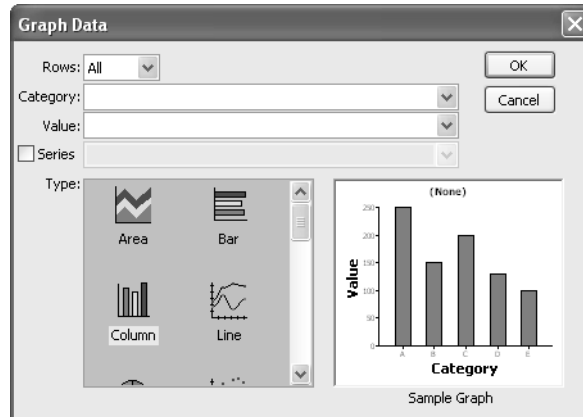 Graph Data
Rows: All
OK
Category:
Cancel
Value:
Series
Type:
Area
Bar
Column
Line
(None)
Value
250
200
150
100
50
0
A B C D E
Category
Sample Graph